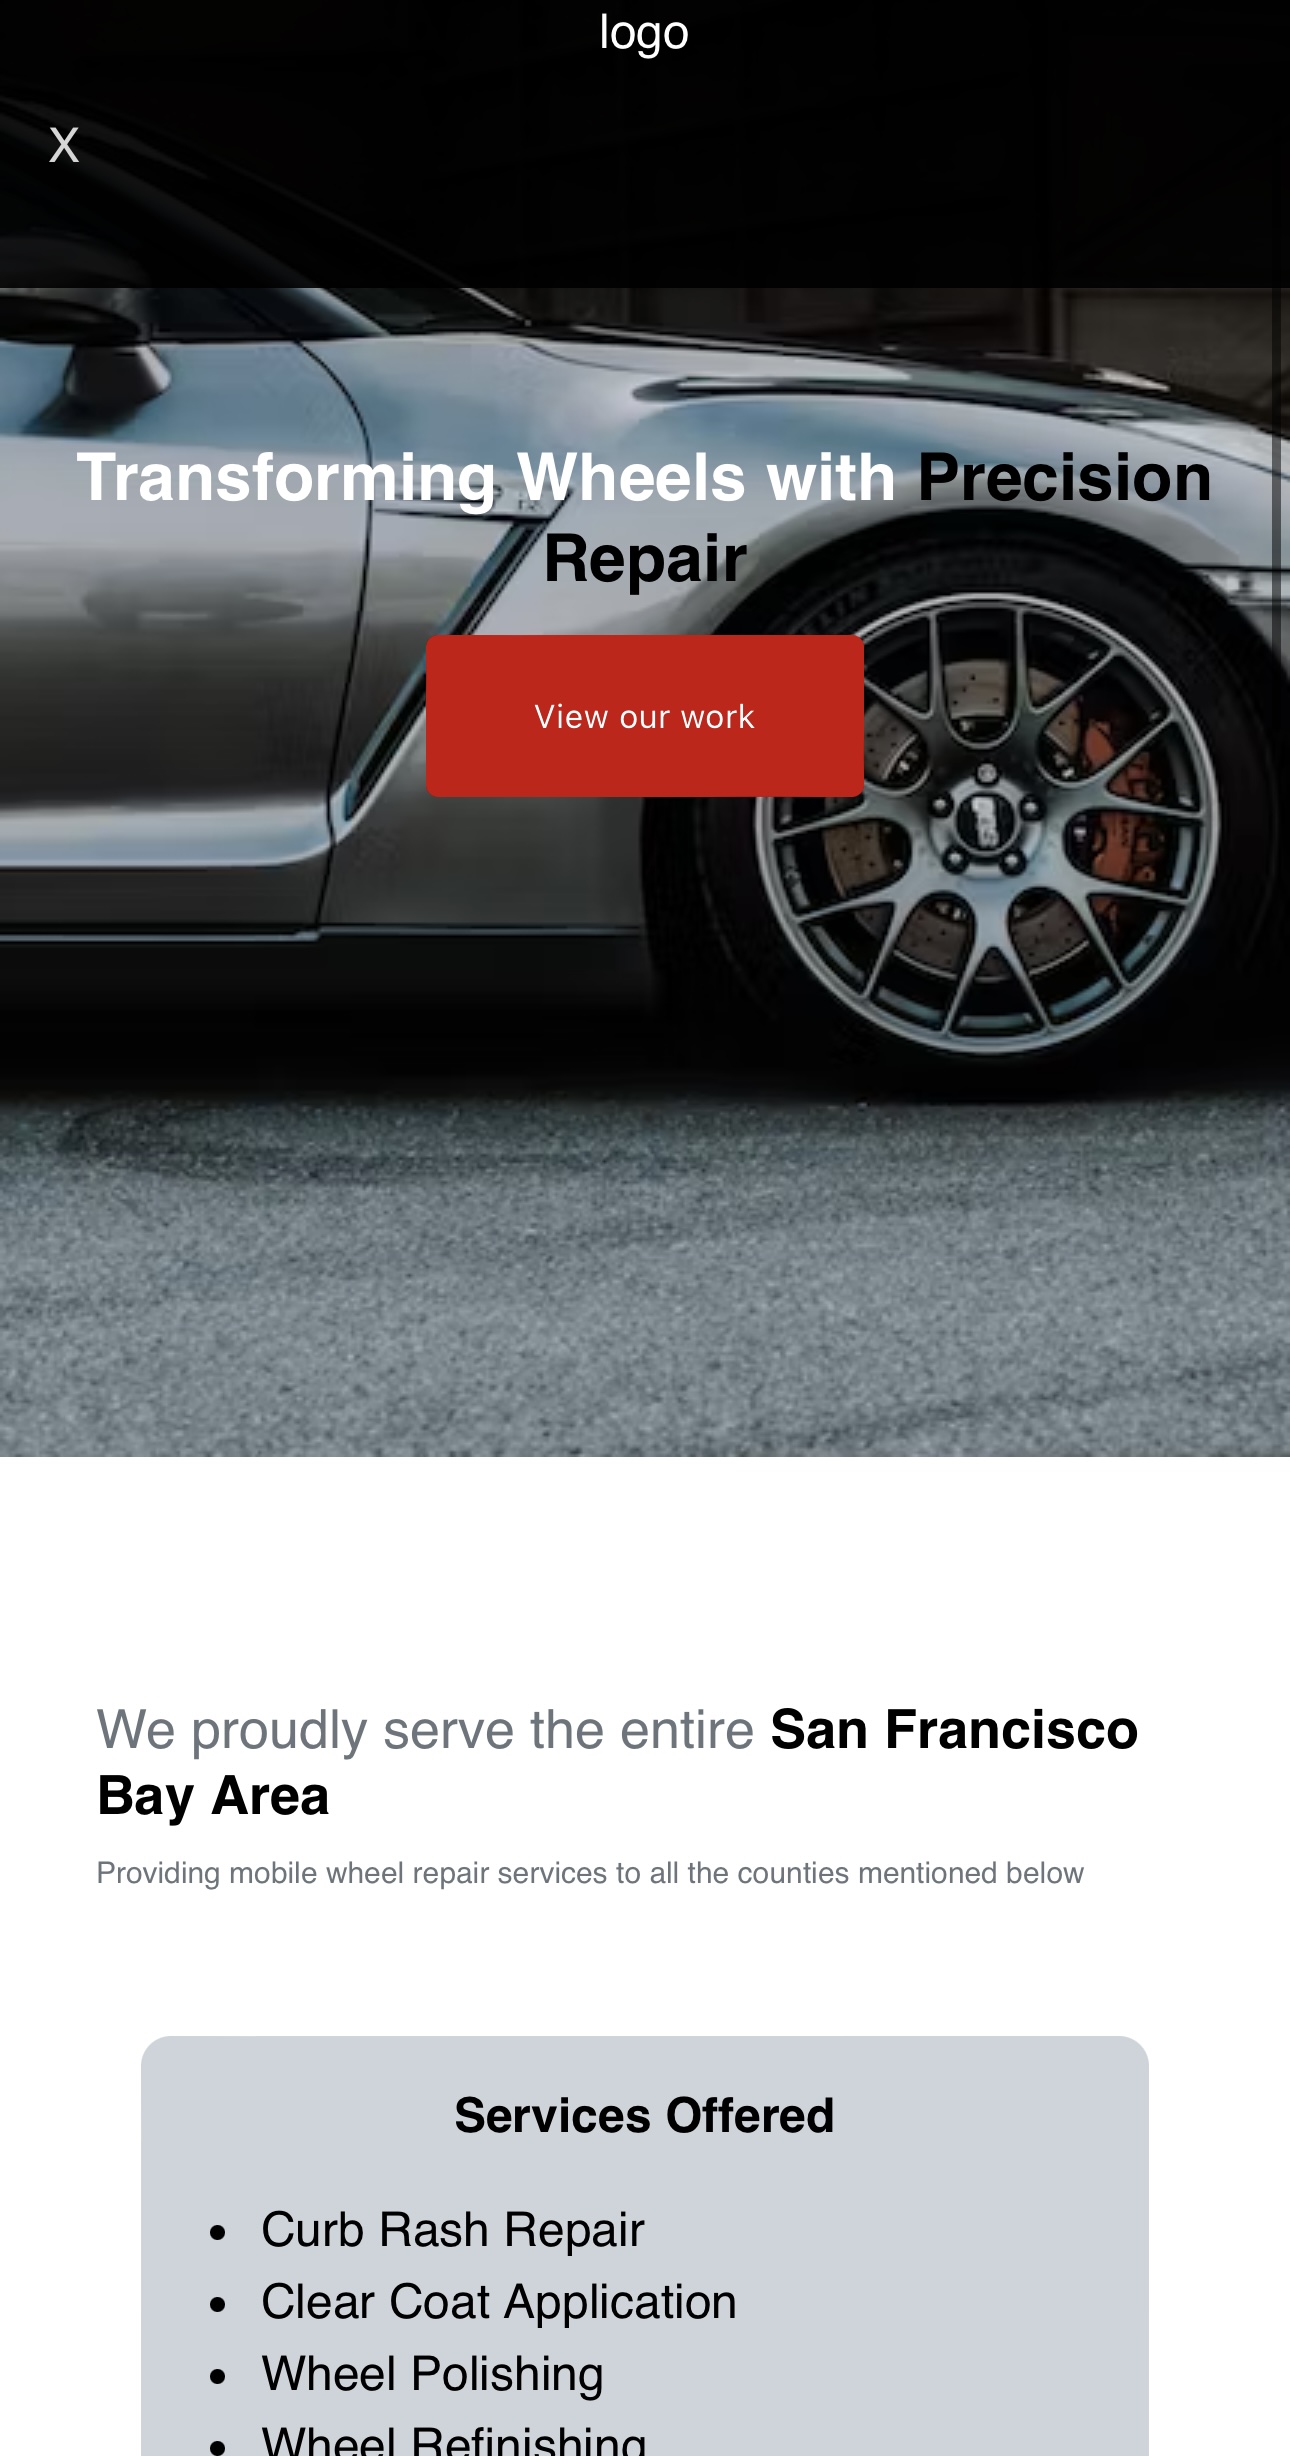 logo
X
Transforming Wheels with Precision
Repair
View our work
We proudly serve the entire San Francisco
Bay Area
Providing mobile wheel repair services to all the counties mentioned below
Services Offered
• Curb Rash Repair
• Clear Coat Application
• Wheel Polishing
• Wheel Refinishing